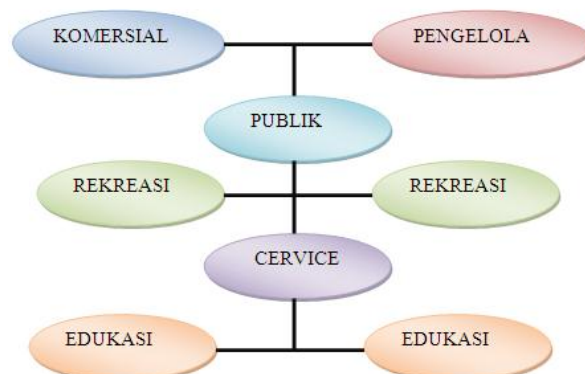 KOMERSIAL
PENGELOLA
PUBLIK
REKREASI
REKREASI
CERVICE
EDUKASI
EDUKASI